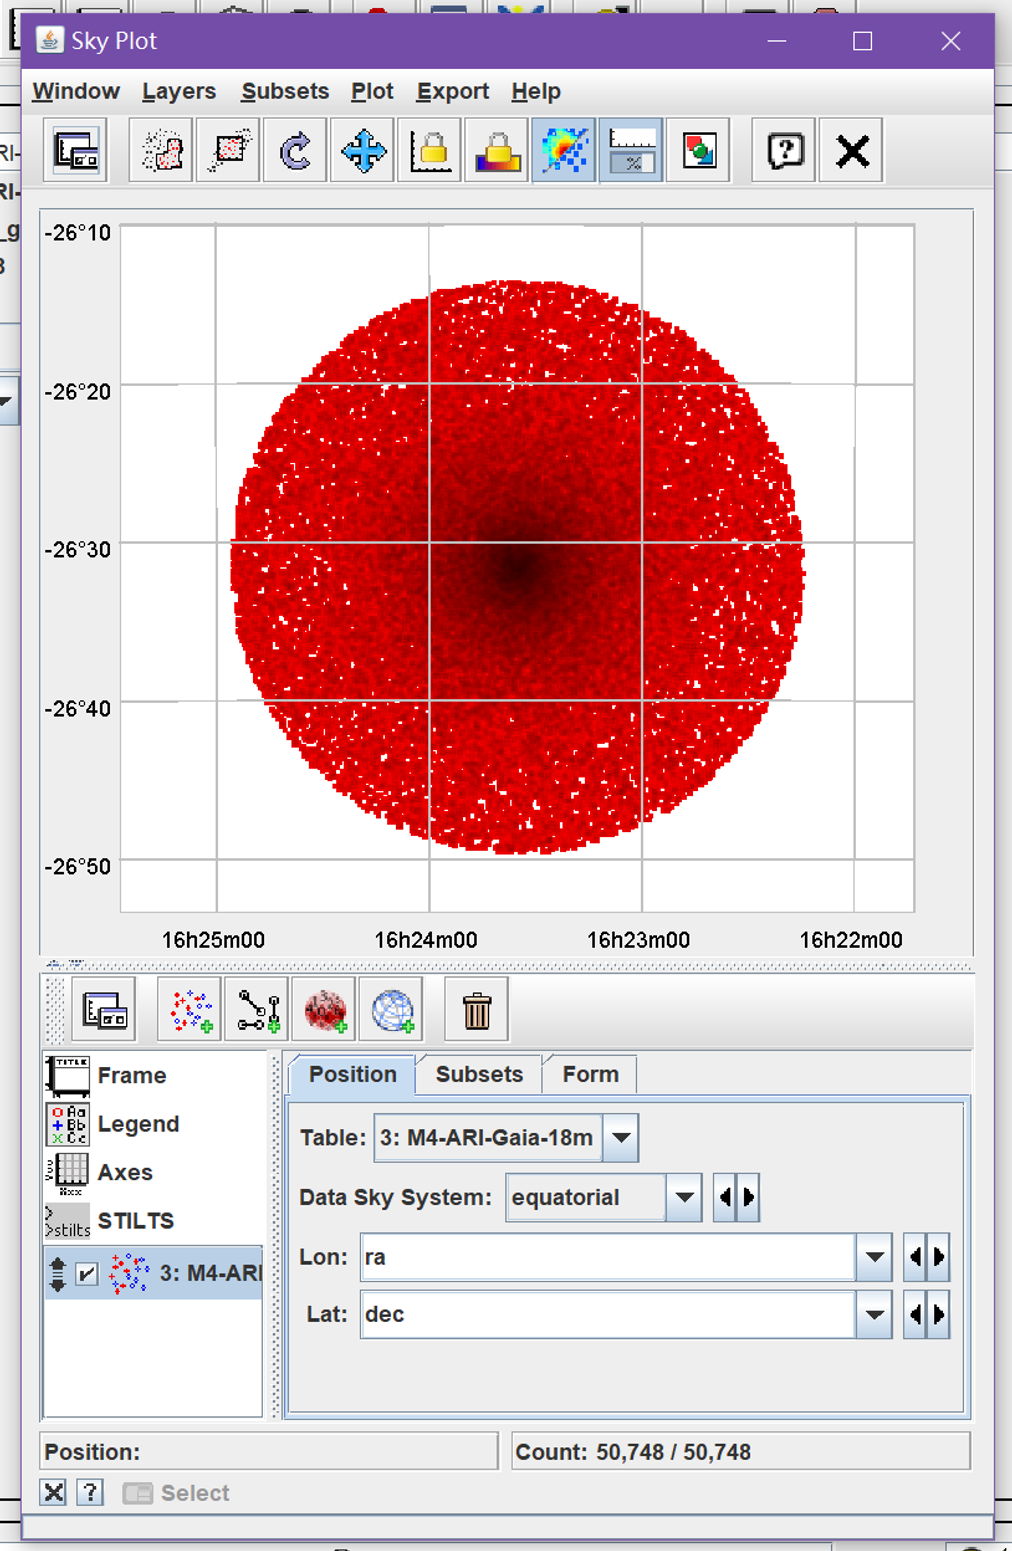 Sky Plot
Window Layers Subsets Plot Export Help
-26°10
-26°20
-26°30
-26°40
-26°50
16h25m00 16h24m00 16h23m00 16h22m00
Frame
Legend
Axes
STILTS
3: M4-ARI
Position Subsets Form
Table: 3: M4-ARI-Gaia-18m
Data Sky System: equatorial
Lon: ra
Lat: dec
Position:
Count: 50,748 / 50,748
Select